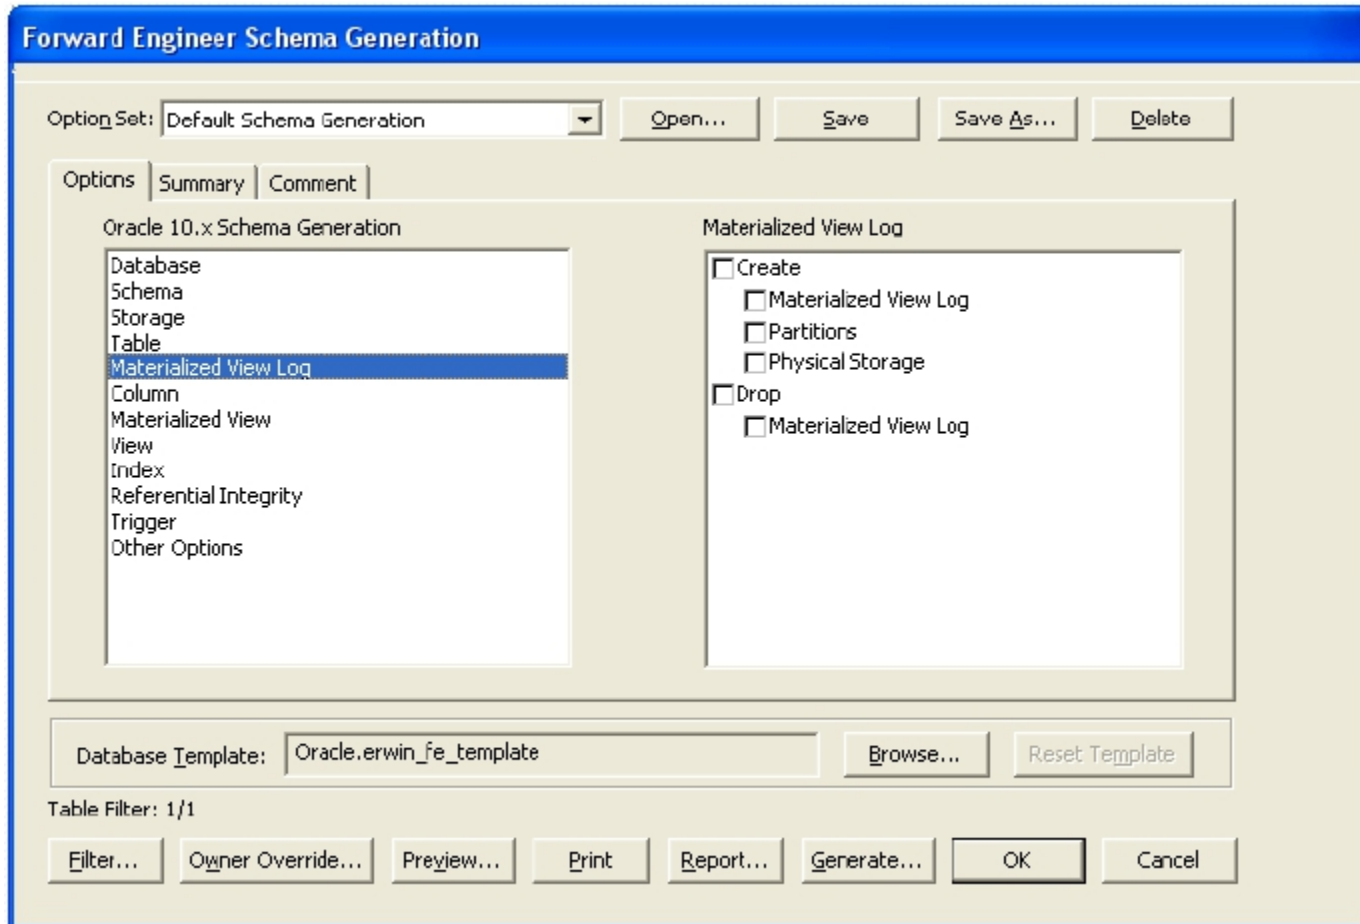 Forward Engineer Schema Generation
Option Set: Default Schema Generation Open... Save Save As... Delete
Options Summary Comment
Oracle 10.x Schema Generation
Database
Schema
Storage
Table
Materialized View Log
Column
Materialized View
View
Index
Referential Integrity
Trigger
Other Options
Materialized View Log
Create
Materialized View Log
Partitions
Physical Storage
Drop
Materialized View Log
Database Template: Oracle.erwin_fe_template Browse... Reset Template
Table Filter: 1/1
Filter... Owner Override... Preview... Print Report... Generate... OK Cancel